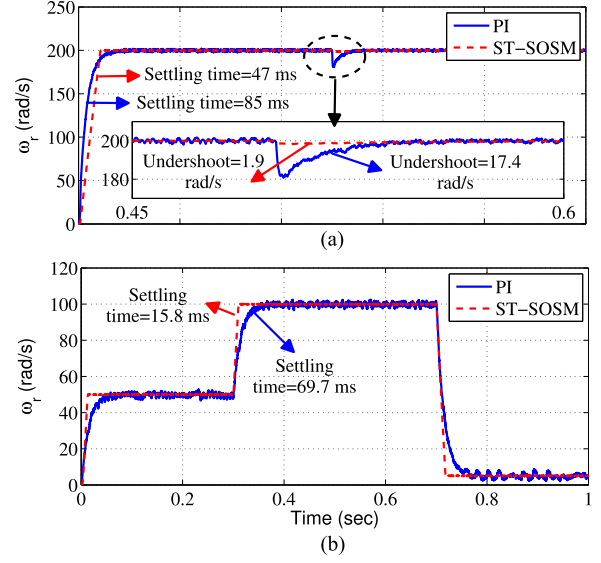 250
200
150
100
50
0
ωr (rad/s)
PI
ST-SOSM
Settling time=47 ms
Settling time=85 ms
200
180
Undershoot=1.9
rad/s
Undershoot=17.4
rad/s
0.45
0.6
(a)
120
100
80
60
40
20
0
ωr (rad/s)
PI
ST-SOSM
Settling
time=15.8 ms
Settling
time=69.7 ms
0
0.2
0.4
0.6
0.8
1
Time (sec)
(b)